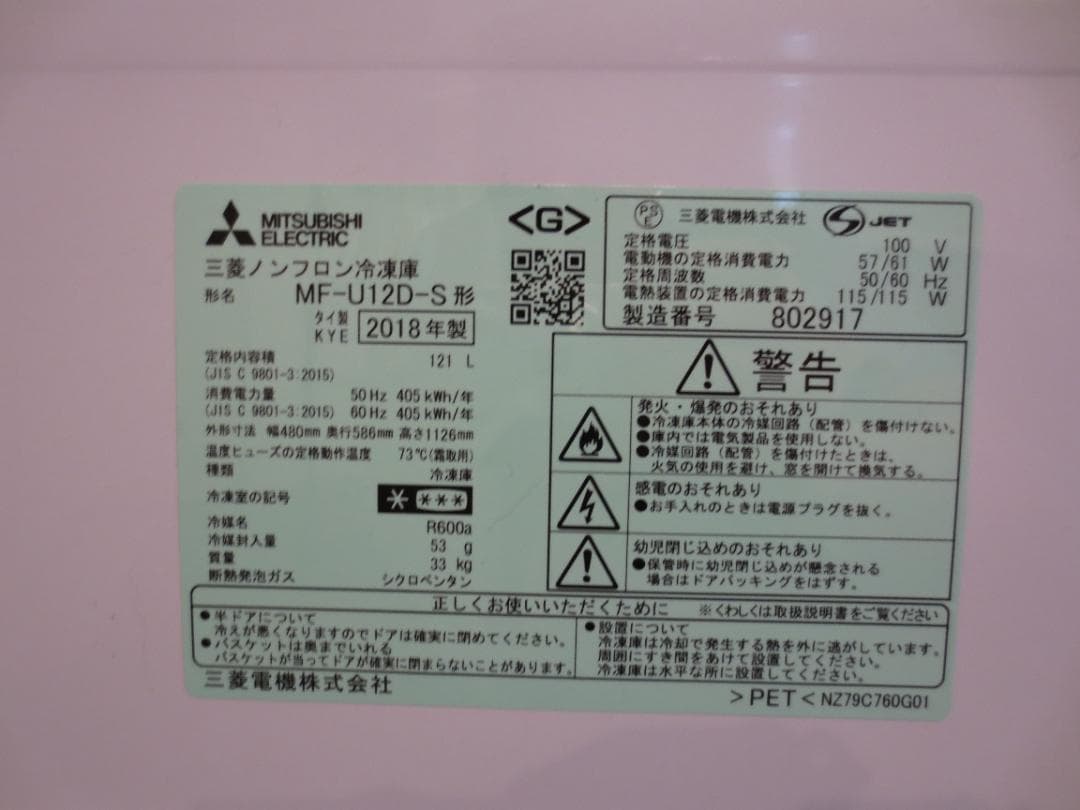 MITSUBISHI
ELECTRIC
三菱ノンフロン冷凍庫
形名 MF-U12D-S 形
タイ製
KYE 2018年製
定格内容積 121 L
(JIS C 9801-3:2015)
消費電力量 50Hz 405kWh/年
(JIS C 9801-3:2015) 60Hz 405kWh/年
外形寸法 幅480mm 奥行586mm 高さ1126mm
温度ヒューズの定格動作温度 73℃(霜取用)
種類 冷凍庫
冷凍室の記号
冷媒名 R600a
冷媒封入量 53 g
質量 33 kg
断熱発泡ガス シクロペンタン
<G>
PS
E
三菱電機株式会社 S JET
定格電圧 100 V
電動機の定格消費電力 57/61 W
定格周波数 50/60 Hz
電熱装置の定格消費電力 115/115 W
製造番号 802917
警告
発火・爆発のおそれあり
●冷凍庫本体の冷媒回路（配管）を傷付けない。
●庫内では電気製品を使用しない。
●冷媒回路（配管）を傷付けたときは、
火気の使用を避け、窓を開けて換気する。
感電のおそれあり
●お手入れのときは電源プラグを抜く。
幼児閉じ込めのおそれあり
●保管時に幼児閉じ込めが懸念される
場合はドアパッキングをはずす。
正しくお使いいただくために ※くわしくは取扱説明書をご覧ください
●半ドアについて
冷えが悪くなりますのでドアは確実に閉めてください。
●バスケットは奥までいれる
バスケットが当ってドアが確実に閉まらないことがあります。
●設置について
冷凍庫は冷却で発生する熱を外に逃がしています。
周囲にすき間をあけて設置してください。
冷凍庫は水平な所に設置してください。
三菱電機株式会社
>PET< NZ79C760G01